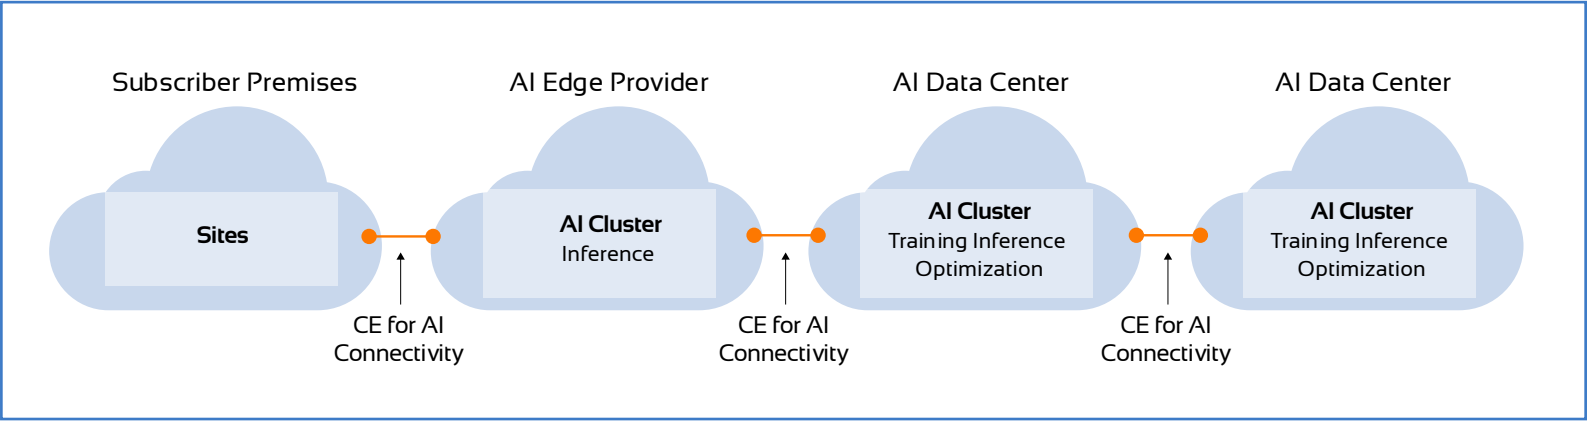 Subscriber Premises
AI Edge Provider
AI Data Center
AI Data Center
Sites
AI Cluster
Inference
AI Cluster
Training Inference
Optimization
AI Cluster
Training Inference
Optimization
CE for AI
Connectivity
CE for AI
Connectivity
CE for AI
Connectivity